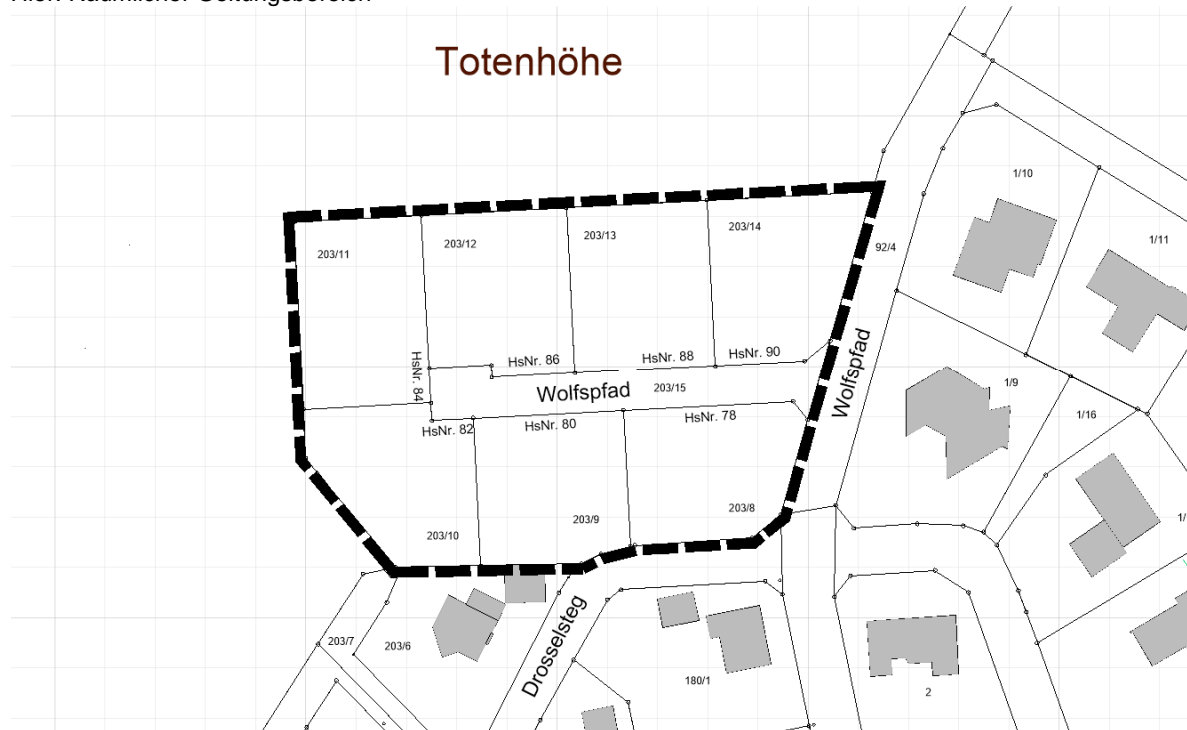 Totenhöhe
1/10
203/11
203/12
203/13
203/14
92/4
1/11
HsNr. 84
HsNr. 86
HsNr. 88
HsNr. 90
Wolfspfad
203/15
Wolfspfad
1/9
1/16
HsNr. 82
HsNr. 80
HsNr. 78
203/10
203/9
203/8
1/
203/7
203/6
Drosselsteg
180/1
2